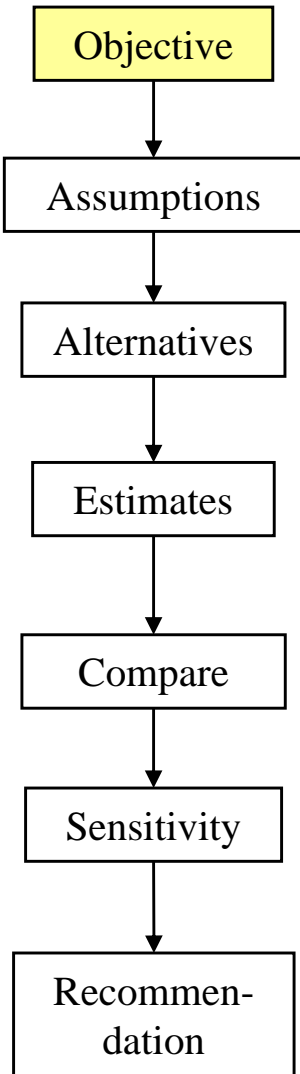 Objective
Assumptions
Alternatives
Estimates
Compare
Sensitivity
Recommen-
dation